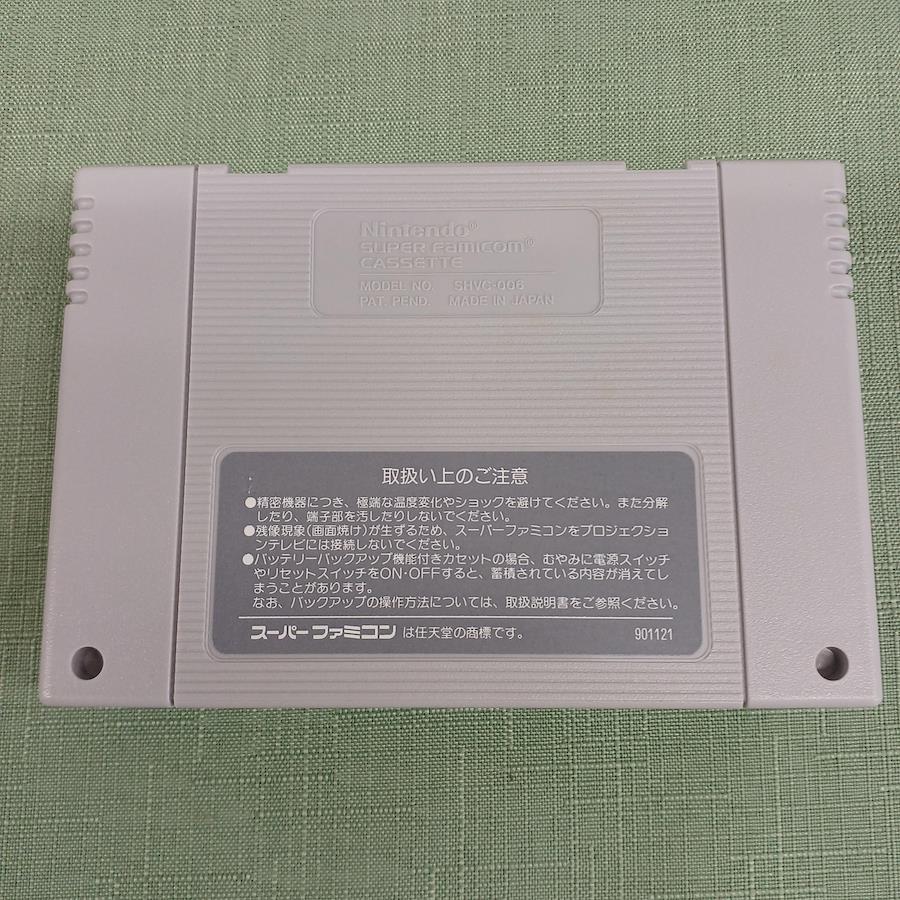 Nintendo®
SUPER FAMICOM®
CASSETTE
MODEL NO. SHVC-006
PAT. PEND. MADE IN JAPAN
取扱い上のご注意
●精密機器につき、極端な温度変化やショックを避けてください。また分解
したり、端子部を汚したりしないでください。
●残像現象(画面焼け)が生ずるため、スーパーファミコンをプロジェクショ
ンテレビには接続しないでください。
●バッテリーバックアップ機能付きカセットの場合、むやみに電源スイッチ
やリセットスイッチをON・OFFすると、蓄積されている内容が消えてし
まうことがあります。
なお、バックアップの操作方法については、取扱説明書をご参照ください。
スーパーファミコンは任天堂の商標です。 901121